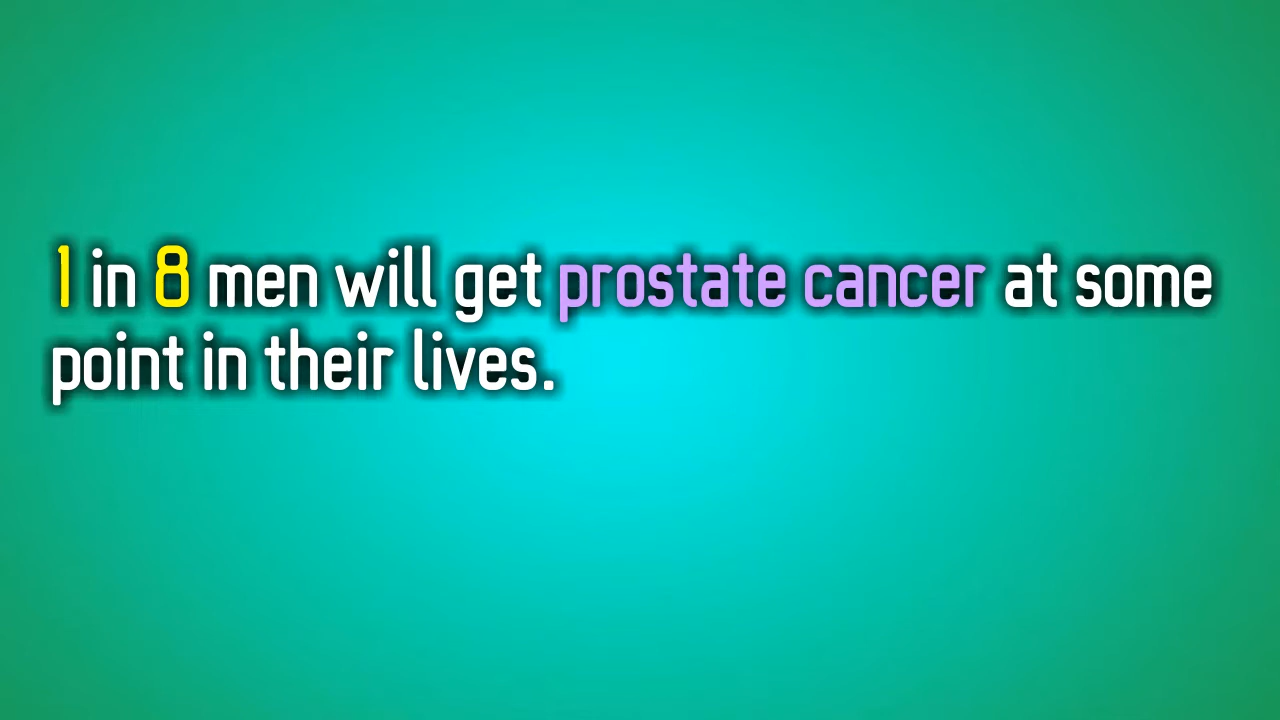 1 in 8 men will get prostate cancer at some
point in their lives.